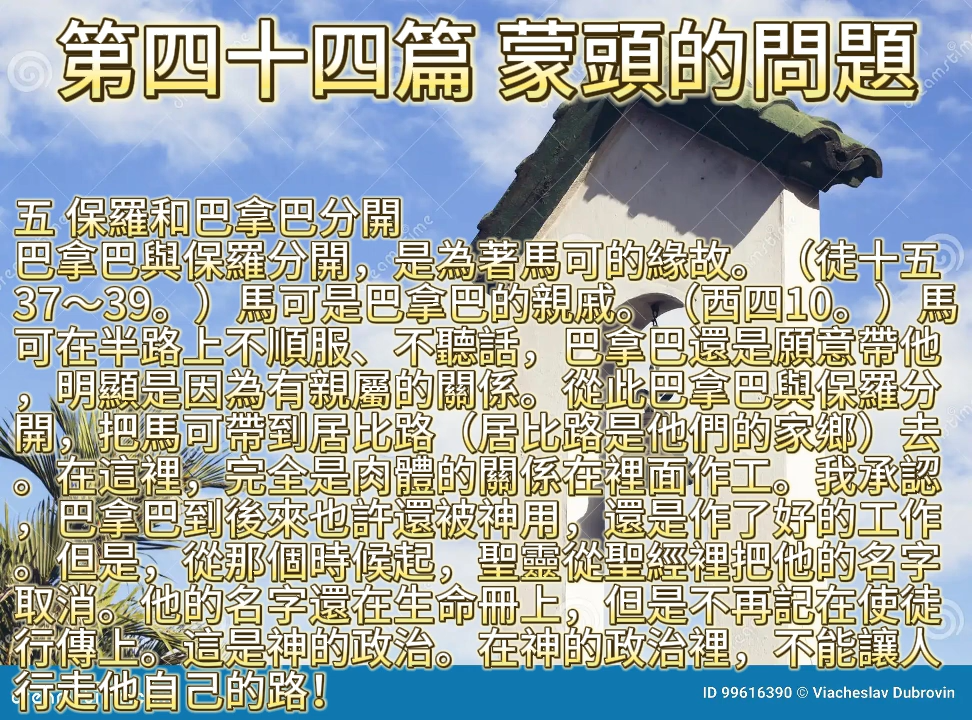 第四十四篇 蒙頭的問題
五 保羅和巴拿巴分開
巴拿巴與保羅分開，是為著馬可的緣故。（徒十五
37～39。）馬可是巴拿巴的親戚。（西四10。）馬
可在半路上不順服、不聽話，巴拿巴還是願意帶他
，明顯是因為有親屬的關係。從此巴拿巴與保羅分
開，把馬可帶到居比路（居比路是他們的家鄉）去
。在這裡，完全是肉體的關係在裡面作工。我承認
，巴拿巴到後來也許還被神用，還是作了好的工作
。但是，從那個時候起，聖靈從聖經裡把他的名字
取消。他的名字還在生命冊上，但是不再記在使徒
行傳上。這是神的政治。在神的政治裡，不能讓人
行走他自己的路！
ID 99616390 © Viacheslav Dubrovin